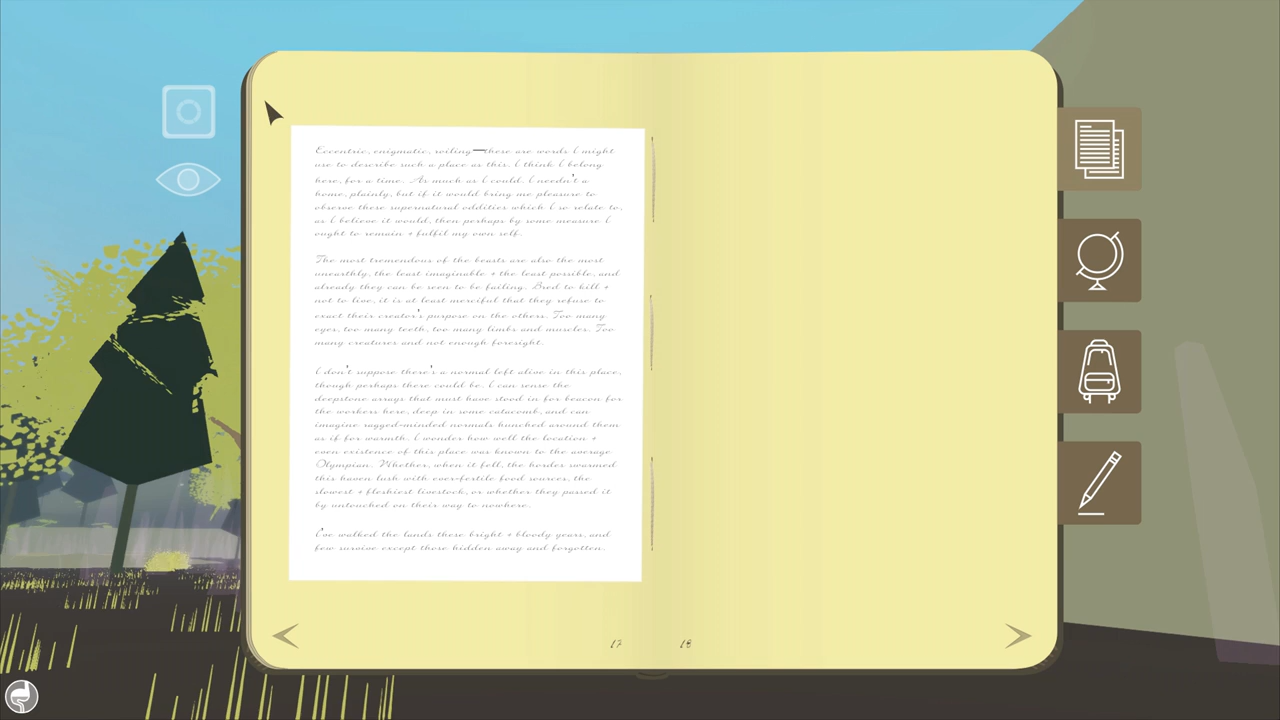 Eccentric, enigmatic, roiling—these are words I might
use to describe such a place as this. I think I belong
here, for a time. As much as I could. I needn't a
home, plainly, but if it would bring me pleasure to
observe these supernatural oddities which I so relate to,
as I believe it would, then perhaps by some measure I
ought to remain + fulfil my own self.
The most tremendous of the beasts are also the most
unearthly, the least imaginable + the least possible, and
already they can be seen to be failing. Bred to kill +
not to live, it is at least merciful that they refuse to
exact their creator's purpose on the others. Too many
eyes, too many teeth, too many limbs and muscles. Too
many creatures and not enough foresight.
I don't suppose there's a normal left alive in this place,
though perhaps there could be. I can sense the
deepstone arrays that must have stood in for beacon for
the workers here, deep in some catacomb, and can
imagine ragged-minded normals hunched around them
as if for warmth. I wonder how well the location +
even existence of this place was known to the average
Olympian. Whether, when it fell, the hordes swarmed
this haven lush with ever-fertile food sources, the
slowest + fleshiest livestock, or whether they passed it
by untouched on their way to nowhere.
I've walked the lands these bright + bloody years, and
few survive except those hidden away and forgotten.
17
18